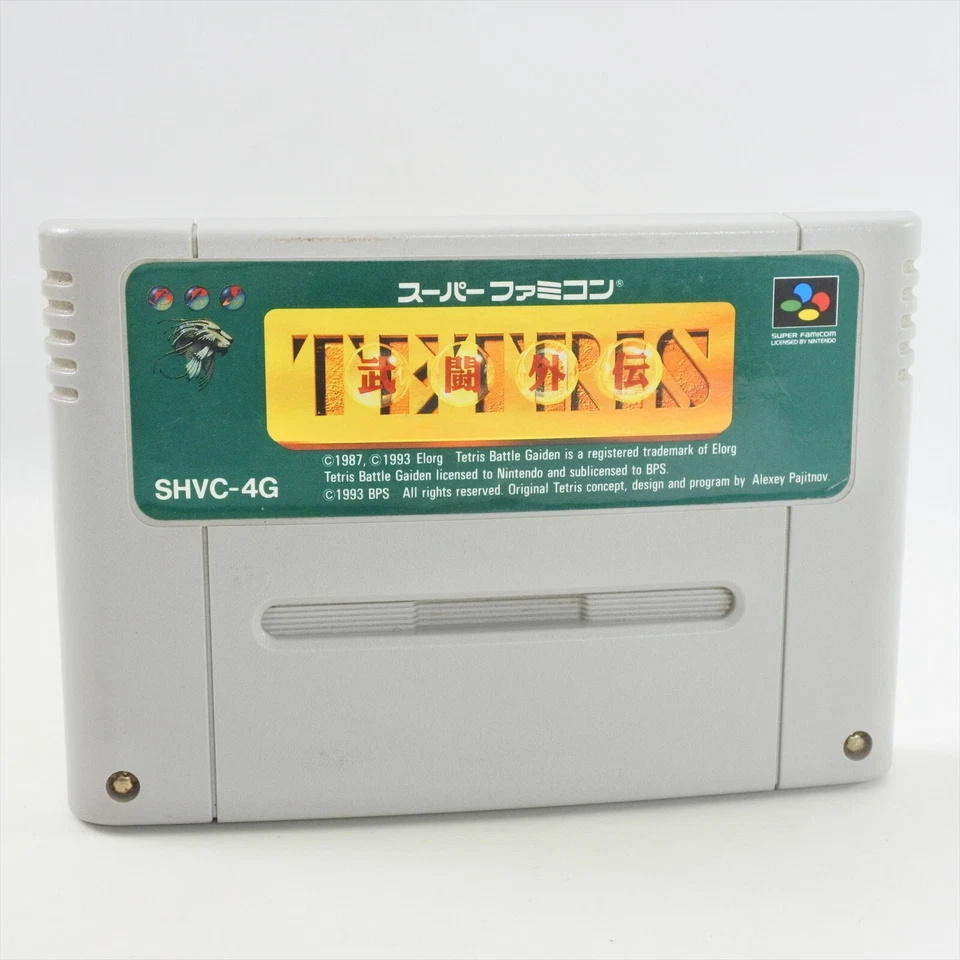 スーパーファミコン®
TETRIS
武闘外伝
SUPER FAMICOM
LICENSED BY NINTENDO
©1987, ©1993 Elorg Tetris Battle Gaiden is a registered trademark of Elorg
Tetris Battle Gaiden licensed to Nintendo and sublicensed to BPS.
©1993 BPS All rights reserved. Original Tetris concept, design and program by Alexey Pajitnov.
SHVC-4G